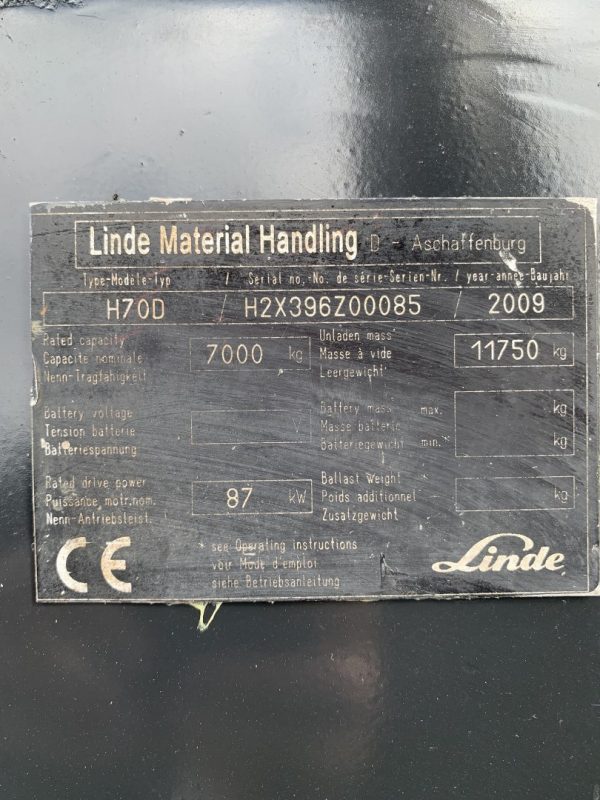 Linde Material Handling D - Aschaffenburg
Type-Modèle-Typ / Serial no.-No. de série-Serien-Nr. / year-année-Baujahr
H70D / H2X396Z00085 / 2009
Rated capacity
Capacite nominale
Nenn-Tragfähigkeit
7000 kg
Unladen mass
Masse à vide
Leergewicht
11750 kg
Battery voltage
Tension batterie
Batteriespannung
V
Battery mass max. kg
Masse batterie
Batteriegewicht min. kg
Rated drive power
Puissance motr.nom.
Nenn-Antriebsleist.
87 kW
Ballast Weight
Poids additionnel
Zusatzgewicht
kg
CE
* see Operating instructions
voir Mode d'emploi
siehe Betriebsanleitung
Linde